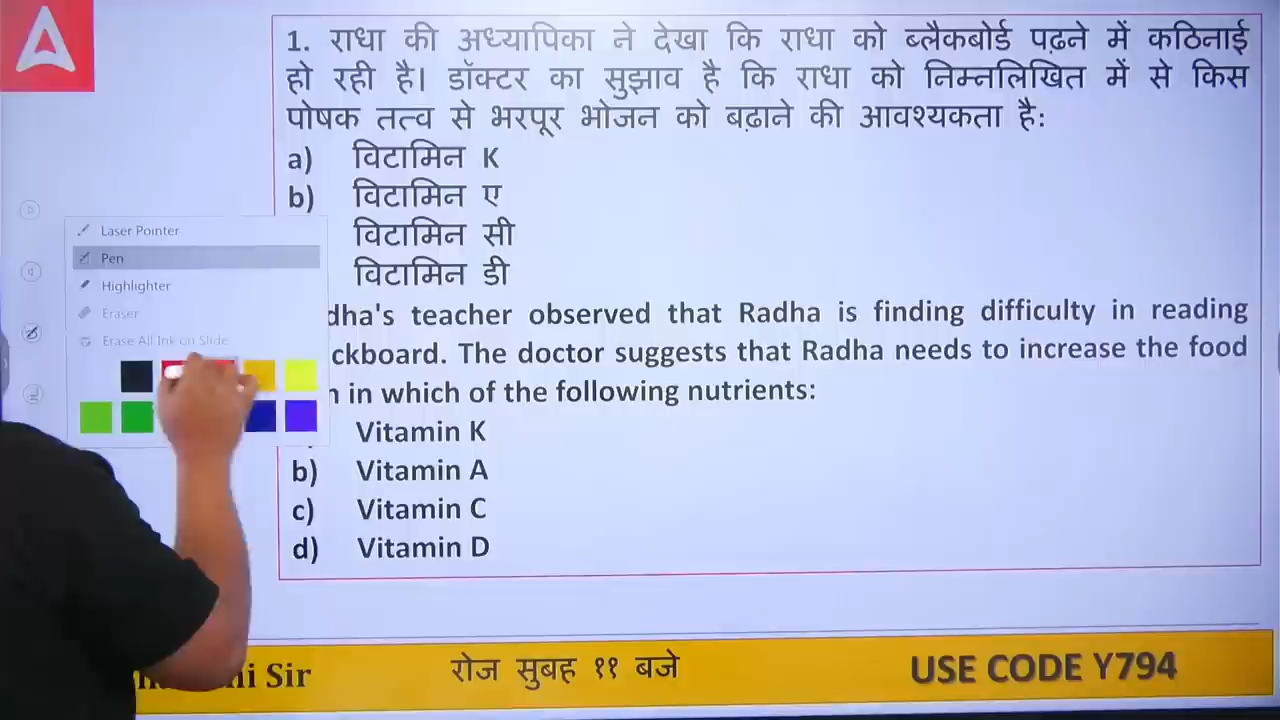 1. राधा की अध्यापिका ने देखा कि राधा को ब्लैकबोर्ड पढ़ने में कठिनाई
हो रही है। डॉक्टर का सुझाव है कि राधा को निम्नलिखित में से किस
पोषक तत्व से भरपूर भोजन को बढ़ाने की आवश्यकता है:
a) विटामिन K
b) विटामिन ए
विटामिन सी
विटामिन डी
Laser Pointer
Pen
Highlighter
Eraser
Erase All Ink on Slide
teacher observed that Radha is finding difficulty in reading
The doctor suggests that Radha needs to increase the food
in which of the following nutrients:
Vitamin K
b) Vitamin A
c) Vitamin C
d) Vitamin D
Sir
रोज सुबह ११ बजे
USE CODE Y794